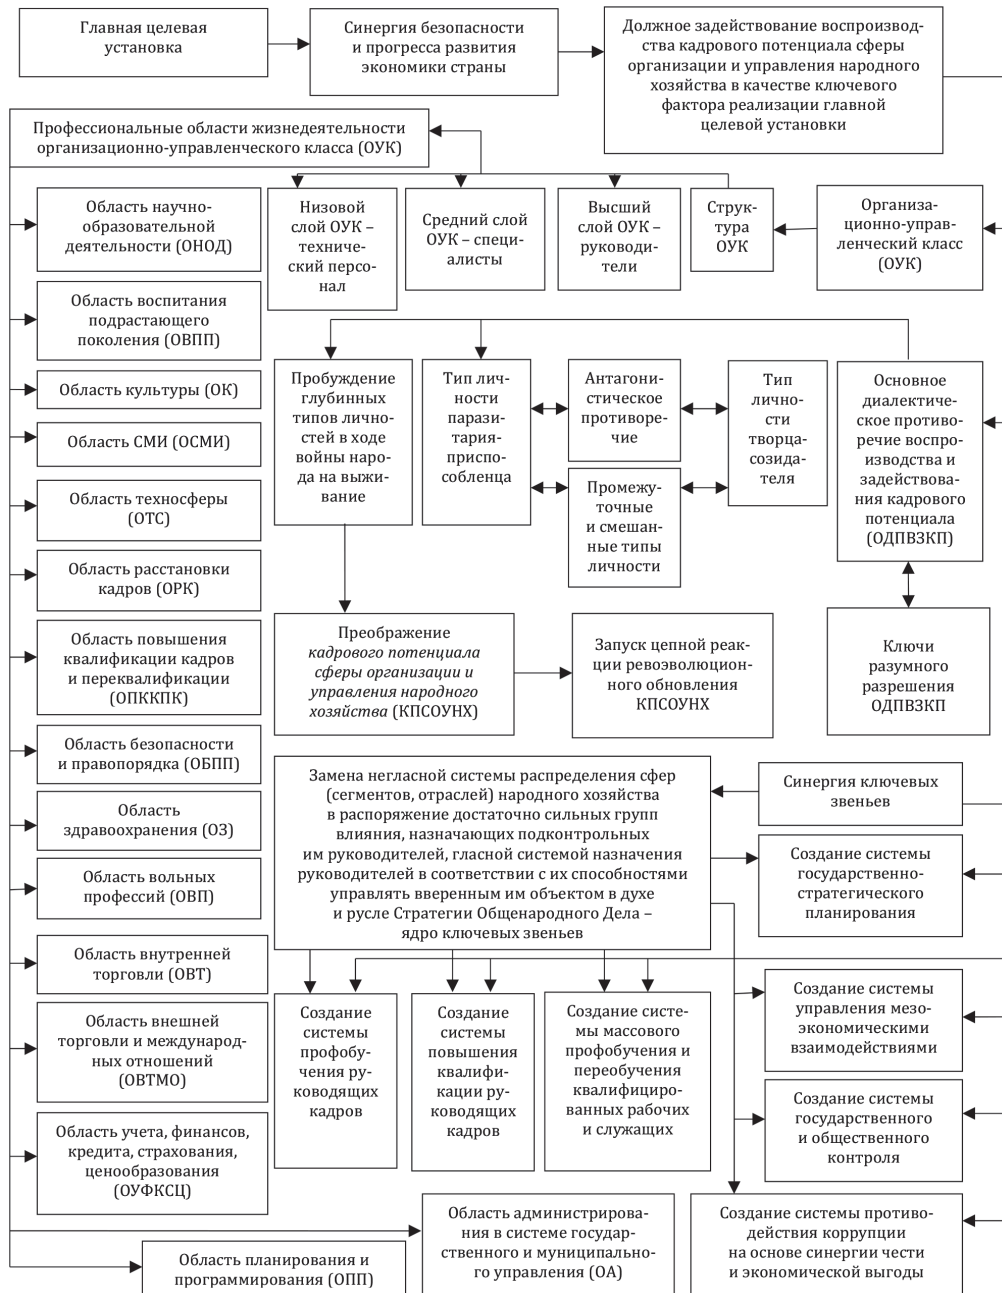 Главная целевая
установка
Синергия безопасности
и прогресса развития
экономики страны
Должное задействование воспроизвод-
ства кадрового потенциала сферы
организации и управления народного
хозяйства в качестве ключевого
фактора реализации главной
целевой установки
Профессиональные области жизнедеятельности
организационно-управленческого класса (ОУК)
Низовой
слой ОУК –
техниче-
ский персо-
нал
Средний слой
ОУК – специ-
алисты
Высший
слой ОУК –
руководи-
тели
Струк-
тура
ОУК
Организа-
ционно-управ-
ленческий класс
(ОУК)
Область научно-
образовательной
деятельности (ОНОД)
Область воспитания
подрастающего
поколения (ОВПП)
Область культуры (ОК)
Область СМИ (ОСМИ)
Область техносферы
(ОТС)
Область расстановки
кадров (ОРК)
Область повышения
квалификации кадров
и переквалификации
(ОПККПК)
Область безопасности
и правопорядка (ОБПП)
Область
здравоохранения (ОЗ)
Область вольных
профессий (ОВП)
Область внутренней
торговли (ОВТ)
Область внешней
торговли и международ-
ных отношений
(ОВТМО)
Область учета, финансов,
кредита, страхования,
ценообразования
(ОУФКСЦ)
Пробуждение
глубинных
типов лично-
стей в ходе
войны наро-
да на выжи-
вание
Тип лич-
ности
парази-
тария-
приспо-
собленца
Антагони-
стическое
противоре-
чие
Промежу-
точные
и смешан-
ные типы
личности
Тип
лично-
сти
творца-
созида-
теля
Основное
диалектиче-
ское противо-
речие воспро-
изводства и
задействова-
ния кадрового
потенциала
(ОДПВЗКП)
Преображение
кадрового потенциала
сферы организации и
управления народного
хозяйства (КПСОУНХ)
Запуск цепной реак-
ции ревоэволюцион-
ного обновления
КПСОУНХ
Ключи
разумного
разрешения
ОДПВЗКП
Замена негласной системы распределения сфер
(сегментов, отраслей) народного хозяйства
в распоряжение достаточно сильных групп
влияния, назначающих подконтрольных
им руководителей, гласной системой назначения
руководителей в соответствии с их способностями
управлять вверенным им объектом в духе
и русле Стратегии Общенародного Дела –
ядро ключевых звеньев
Синергия ключевых
звеньев
Создание системы
государственно-
стратегического
планирования
Создание
системы
профобу-
чения ру-
ководящих
кадров
Создание
системы
повышения
квалифи-
кации ру-
ководящих
кадров
Создание систе-
мы массового
профобучения и
переобучения
квалифициро-
ванных рабочих
и служащих
Создание системы
управления мезо-
экономическими
взаимодействиями
Создание системы
государственного
и общественного
контроля
Область планирования и
программирования (ОПП)
Область администрирова-
ния в системе государ-
ственного и муниципально-
го управления (ОА)
Создание системы противо-
действия коррупции
на основе синергии чести
и экономической выгоды